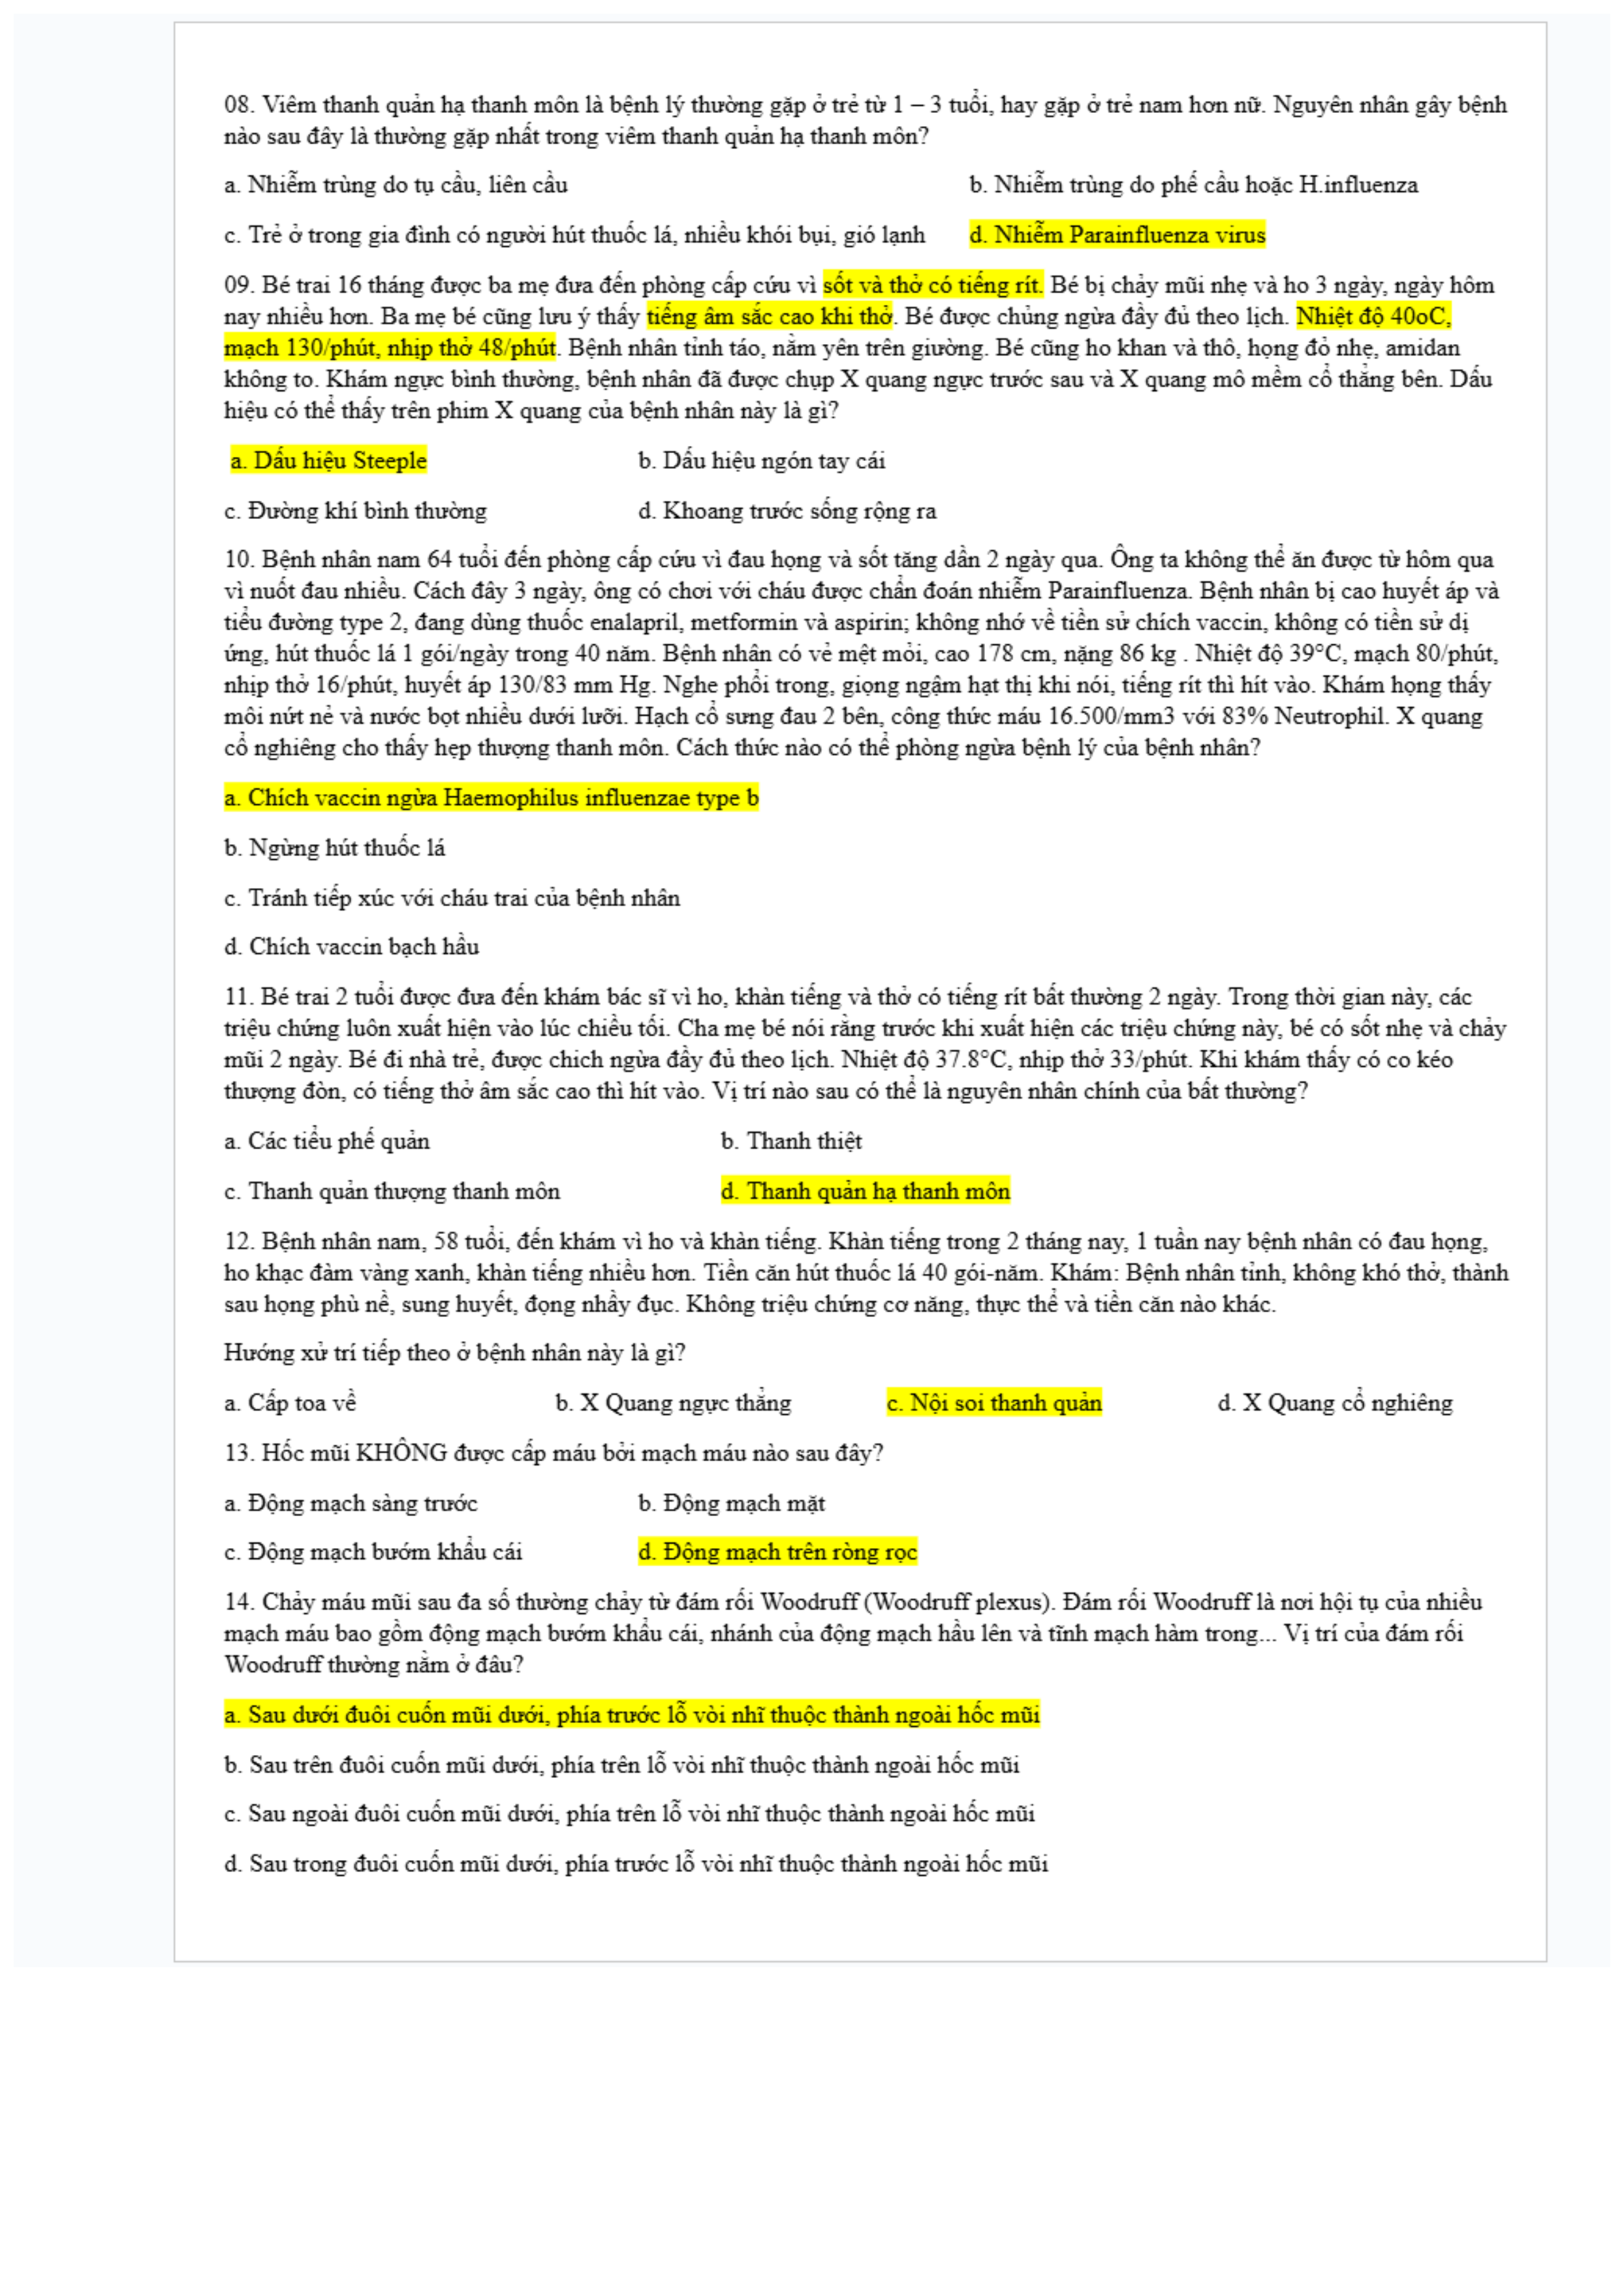 08. Viêm thanh quản hạ thanh môn là bệnh lý thường gặp ở trẻ từ 1 – 3 tuổi, hay gặp ở trẻ nam hơn nữ. Nguyên nhân gây bệnh
nào sau đây là thường gặp nhất trong viêm thanh quản hạ thanh môn?
a. Nhiễm trùng do tụ cầu, liên cầu b. Nhiễm trùng do phế cầu hoặc H.influenza
c. Trẻ ở trong gia đình có người hút thuốc lá, nhiều khói bụi, gió lạnh d. Nhiễm Parainfluenza virus
09. Bé trai 16 tháng được ba mẹ đưa đến phòng cấp cứu vì sốt và thở có tiếng rít. Bé bị chảy mũi nhẹ và ho 3 ngày, ngày hôm
nay nhiều hơn. Ba mẹ bé cũng lưu ý thấy tiếng âm sắc cao khi thở. Bé được chủng ngừa đầy đủ theo lịch. Nhiệt độ 40oC,
mạch 130/phút, nhịp thở 48/phút. Bệnh nhân tỉnh táo, nằm yên trên giường. Bé cũng ho khan và thô, họng đỏ nhẹ, amidan
không to. Khám ngực bình thường, bệnh nhân đã được chụp X quang ngực trước sau và X quang mô mềm cổ thẳng bên. Dấu
hiệu có thể thấy trên phim X quang của bệnh nhân này là gì?
a. Dấu hiệu Steeple b. Dấu hiệu ngón tay cái
c. Đường khí bình thường d. Khoang trước sống rộng ra
10. Bệnh nhân nam 64 tuổi đến phòng cấp cứu vì đau họng và sốt tăng dần 2 ngày qua. Ông ta không thể ăn được từ hôm qua
vì nuốt đau nhiều. Cách đây 3 ngày, ông có chơi với cháu được chẩn đoán nhiễm Parainfluenza. Bệnh nhân bị cao huyết áp và
tiểu đường type 2, đang dùng thuốc enalapril, metformin và aspirin; không nhớ về tiền sử chích vaccin, không có tiền sử dị
ứng, hút thuốc lá 1 gói/ngày trong 40 năm. Bệnh nhân có vẻ mệt mỏi, cao 178 cm, nặng 86 kg . Nhiệt độ 39°C, mạch 80/phút,
nhịp thở 16/phút, huyết áp 130/83 mm Hg. Nghe phổi trong, giọng ngậm hạt thị khi nói, tiếng rít thì hít vào. Khám họng thấy
môi nứt nẻ và nước bọt nhiều dưới lưỡi. Hạch cổ sưng đau 2 bên, công thức máu 16.500/mm3 với 83% Neutrophil. X quang
cổ nghiêng cho thấy hẹp thượng thanh môn. Cách thức nào có thể phòng ngừa bệnh lý của bệnh nhân?
a. Chích vaccin ngừa Haemophilus influenzae type b
b. Ngừng hút thuốc lá
c. Tránh tiếp xúc với cháu trai của bệnh nhân
d. Chích vaccin bạch hầu
11. Bé trai 2 tuổi được đưa đến khám bác sĩ vì ho, khàn tiếng và thở có tiếng rít bất thường 2 ngày. Trong thời gian này, các
triệu chứng luôn xuất hiện vào lúc chiều tối. Cha mẹ bé nói rằng trước khi xuất hiện các triệu chứng này, bé có sốt nhẹ và chảy
mũi 2 ngày. Bé đi nhà trẻ, được chich ngừa đầy đủ theo lịch. Nhiệt độ 37.8°C, nhịp thở 33/phút. Khi khám thấy có co kéo
thượng đòn, có tiếng thở âm sắc cao thì hít vào. Vị trí nào sau có thể là nguyên nhân chính của bất thường?
a. Các tiểu phế quản b. Thanh thiệt
c. Thanh quản thượng thanh môn d. Thanh quản hạ thanh môn
12. Bệnh nhân nam, 58 tuổi, đến khám vì ho và khàn tiếng. Khàn tiếng trong 2 tháng nay, 1 tuần nay bệnh nhân có đau họng,
ho khạc đàm vàng xanh, khàn tiếng nhiều hơn. Tiền căn hút thuốc lá 40 gói-năm. Khám: Bệnh nhân tỉnh, không khó thở, thành
sau họng phù nề, sung huyết, đọng nhầy đục. Không triệu chứng cơ năng, thực thể và tiền căn nào khác.
Hướng xử trí tiếp theo ở bệnh nhân này là gì?
a. Cấp toa về b. X Quang ngực thẳng c. Nội soi thanh quản d. X Quang cổ nghiêng
13. Hốc mũi KHÔNG được cấp máu bởi mạch máu nào sau đây?
a. Động mạch sàng trước b. Động mạch mặt
c. Động mạch bướm khẩu cái d. Động mạch trên ròng rọc
14. Chảy máu mũi sau đa số thường chảy từ đám rối Woodruff (Woodruff plexus). Đám rối Woodruff là nơi hội tụ của nhiều
mạch máu bao gồm động mạch bướm khẩu cái, nhánh của động mạch hầu lên và tĩnh mạch hàm trong... Vị trí của đám rối
Woodruff thường nằm ở đâu?
a. Sau dưới đuôi cuốn mũi dưới, phía trước lỗ vòi nhĩ thuộc thành ngoài hốc mũi
b. Sau trên đuôi cuốn mũi dưới, phía trên lỗ vòi nhĩ thuộc thành ngoài hốc mũi
c. Sau ngoài đuôi cuốn mũi dưới, phía trên lỗ vòi nhĩ thuộc thành ngoài hốc mũi
d. Sau trong đuôi cuốn mũi dưới, phía trước lỗ vòi nhĩ thuộc thành ngoài hốc mũi